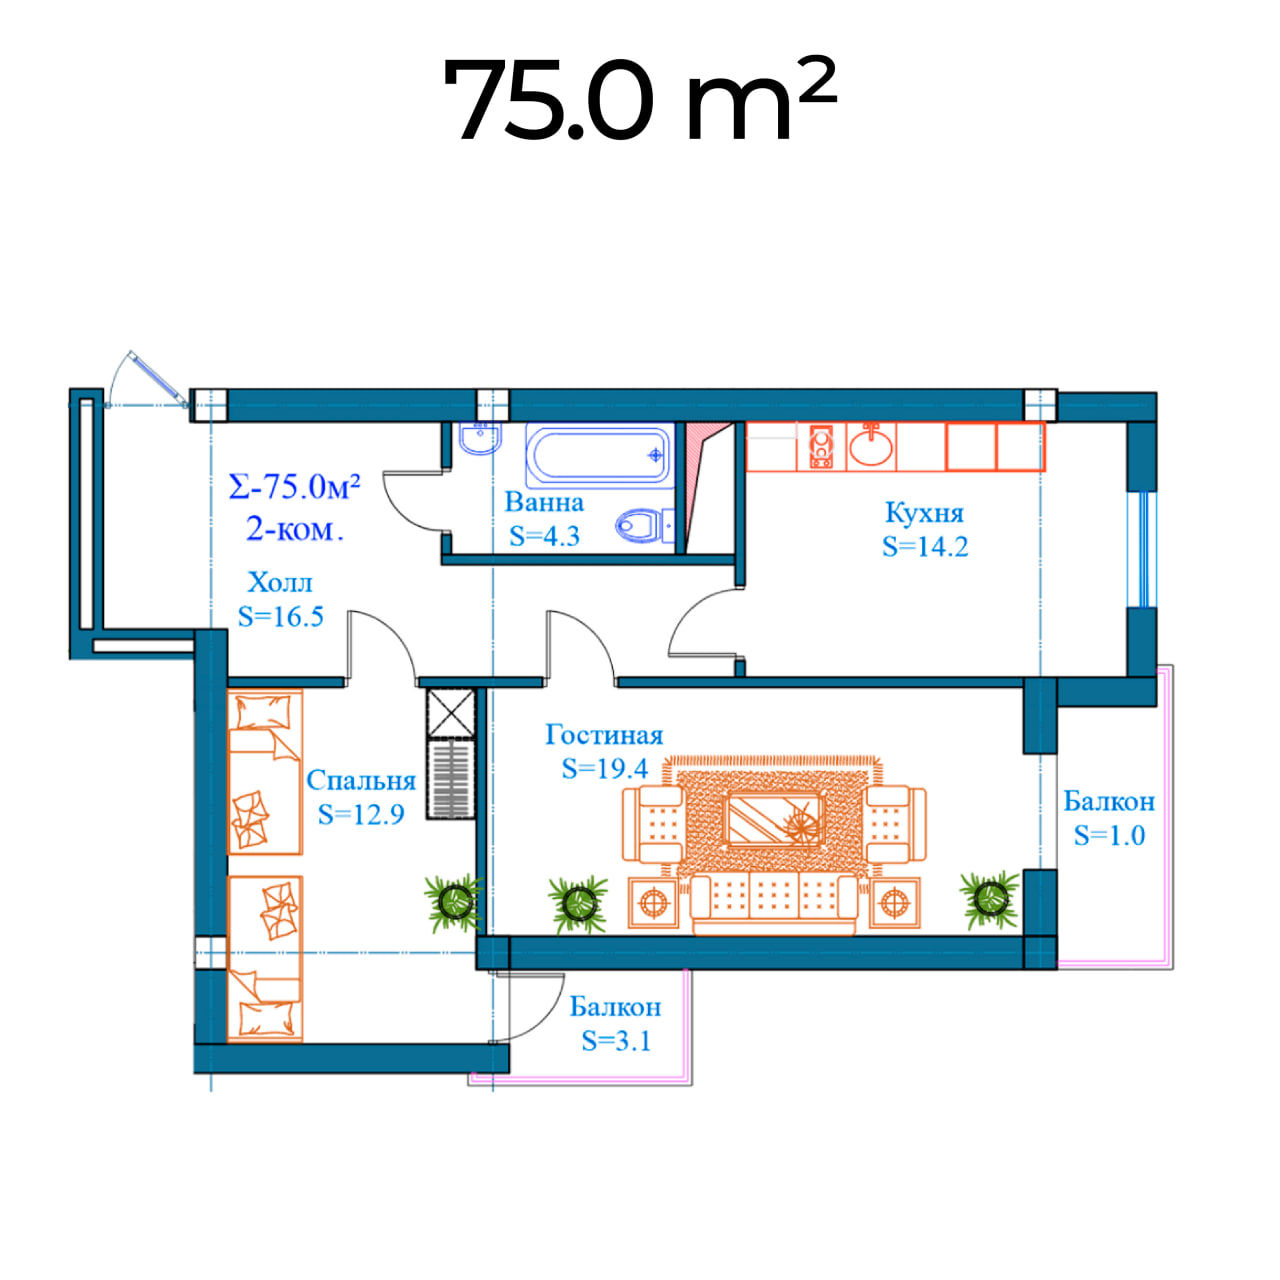 75.0 m²
Σ-75.0м²
2-ком.
Холл
S=16.5
Ванна
S=4.3
Кухня
S=14.2
Спальня
S=12.9
Гостиная
S=19.4
Балкон
S=1.0
Балкон
S=3.1